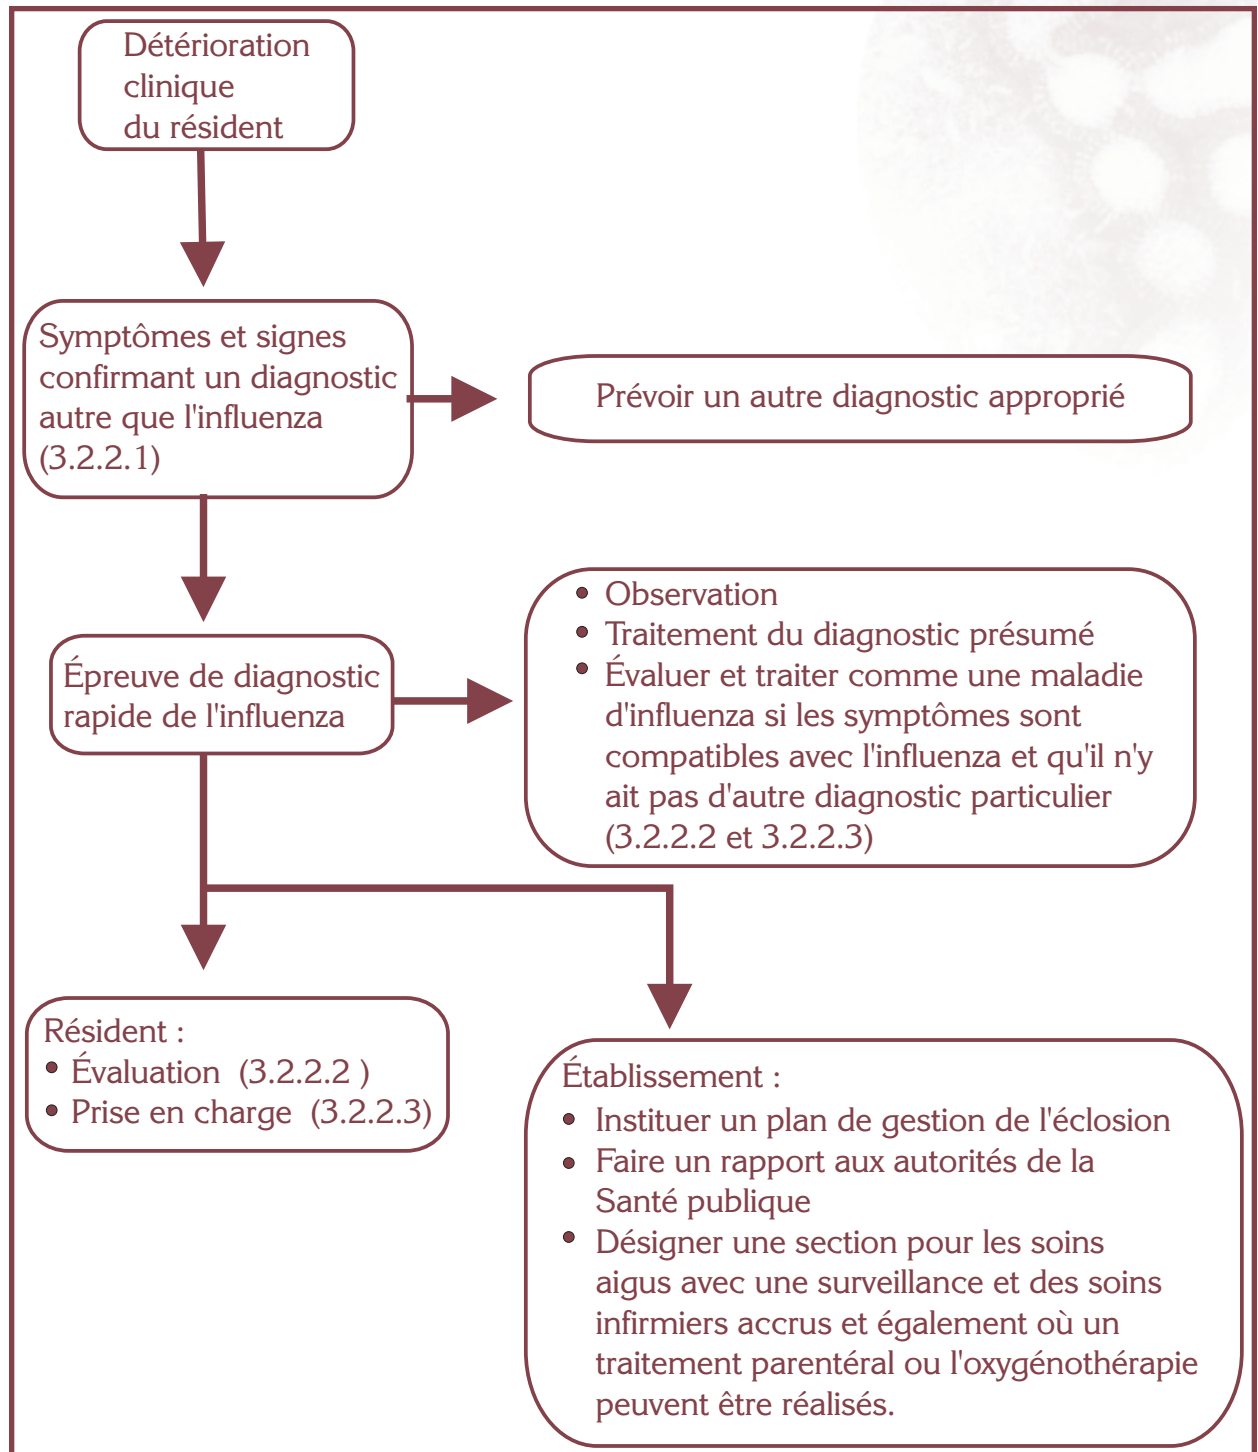 Détérioration
clinique
du résident
Symptômes et signes
confirmant un diagnostic
autre que l'influenza
(3.2.2.1)
Prévoir un autre diagnostic approprié
Épreuve de diagnostic
rapide de l'influenza
• Observation
• Traitement du diagnostic présumé
• Évaluer et traiter comme une maladie
d'influenza si les symptômes sont
compatibles avec l'influenza et qu'il n'y
ait pas d'autre diagnostic particulier
(3.2.2.2 et 3.2.2.3)
Résident :
• Évaluation (3.2.2.2 )
• Prise en charge (3.2.2.3)
Établissement :
• Instituer un plan de gestion de l'éclosion
• Faire un rapport aux autorités de la
Santé publique
• Désigner une section pour les soins
aigus avec une surveillance et des soins
infirmiers accrus et également où un
traitement parentéral ou l'oxygénothérapie
peuvent être réalisés.